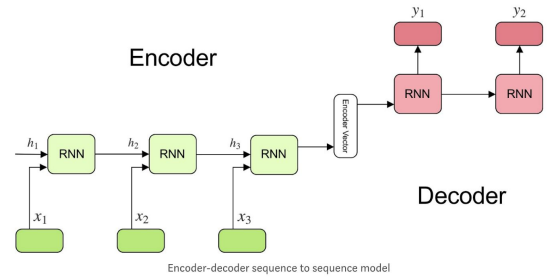 y1
y2
Encoder
RNN
RNN
Encoder Vector
h1
RNN
h2
RNN
h3
RNN
Decoder
x1
x2
x3
Encoder-decoder sequence to sequence model